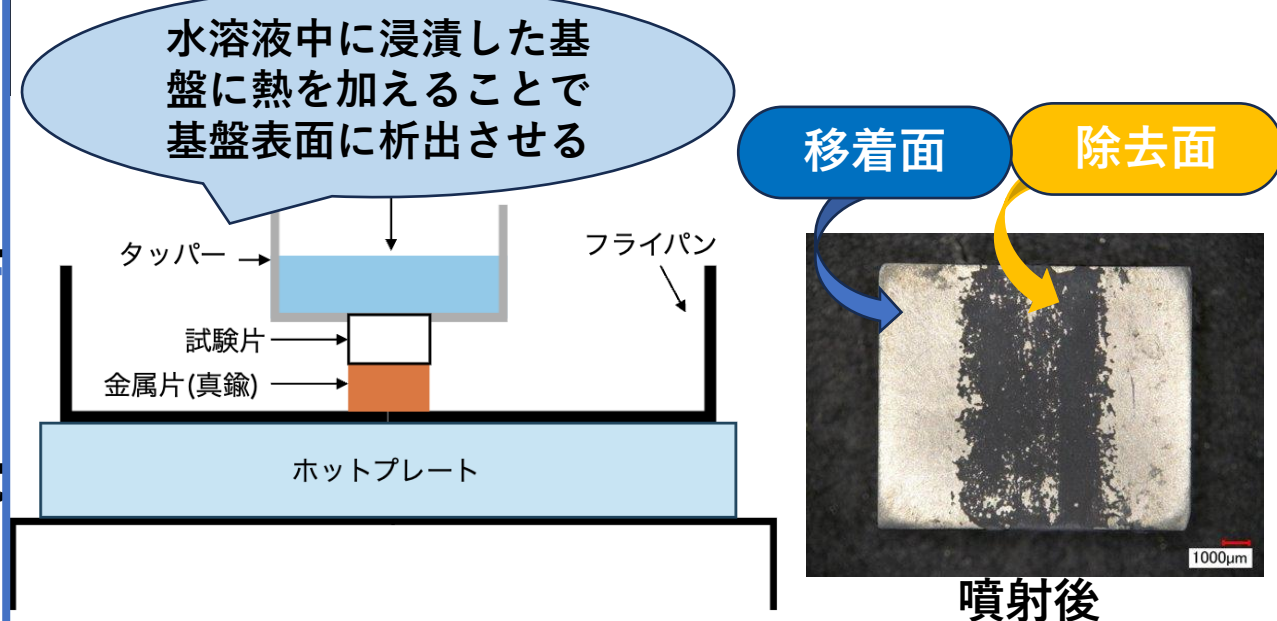 水溶液中に浸漬した基
盤に熱を加えることで
基盤表面に析出させる
移着面
除去面
タッパー
フライパン
試験片
金属片(真鍮)
ホットプレート
1000μm
噴射後